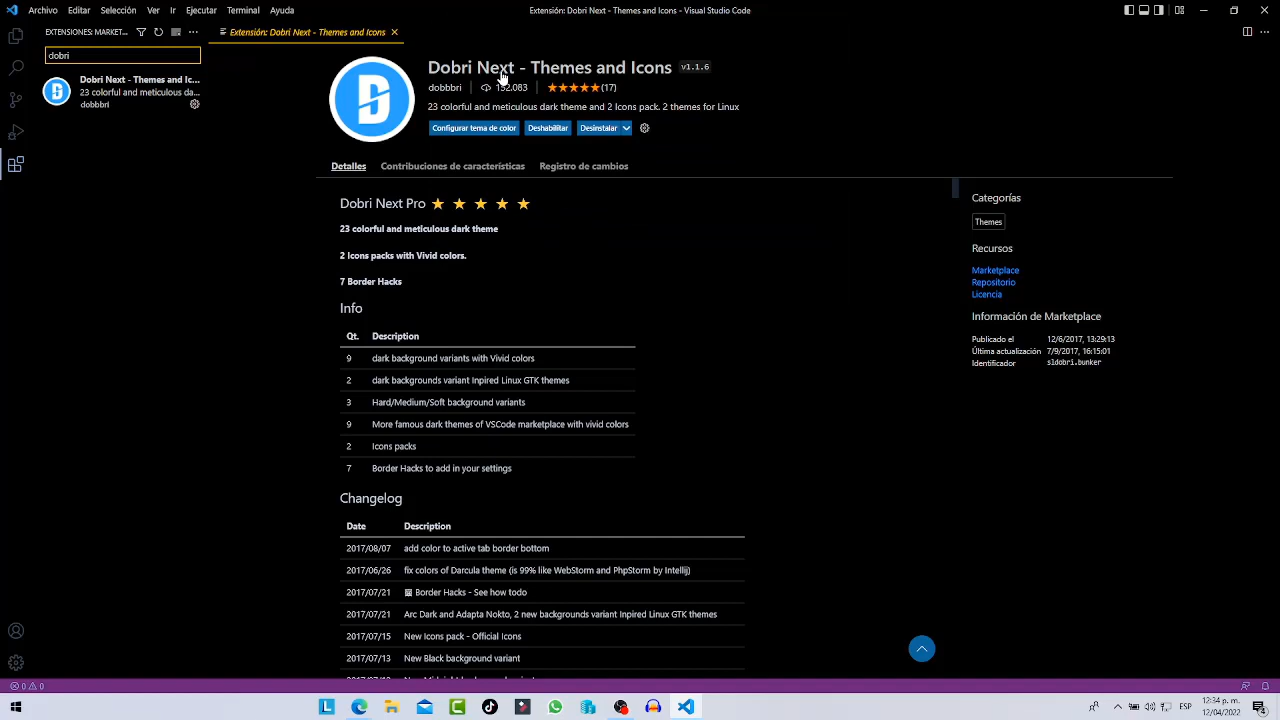 Archivo Editar Selección Ver Ir Ejecutar Terminal Ayuda
Extensión: Dobri Next - Themes and Icons - Visual Studio Code
EXTENSIONES: MARKET...
Extensión: Dobri Next - Themes and Icons
dobri
Dobri Next - Themes and Ic...
23 colorful and meticulous da...
dobbbri
Dobri Next - Themes and Icons v1.1.6
dobbbri 132.083 (17)
23 colorful and meticulous dark theme and 2 Icons pack. 2 themes for Linux
Configurar tema de color Deshabilitar Desinstalar
Detalles Contribuciones de características Registro de cambios
Dobri Next Pro
23 colorful and meticulous dark theme
2 Icons packs with Vivid colors.
7 Border Hacks
Info
Qt. Description
9 dark background variants with Vivid colors
2 dark backgrounds variant Inpired Linux GTK themes
3 Hard/Medium/Soft background variants
9 More famous dark themes of VSCode marketplace with vivid colors
2 Icons packs
7 Border Hacks to add in your settings
Changelog
Date Description
2017/08/07 add color to active tab border bottom
2017/06/26 fix colors of Darcula theme (is 99% like WebStorm and PhpStorm by Intellij)
2017/07/21 Border Hacks - See how todo
2017/07/21 Arc Dark and Adapta Nokto, 2 new backgrounds variant Inpired Linux GTK themes
2017/07/15 New Icons pack - Official Icons
2017/07/13 New Black background variant
Categorías
Themes
Recursos
Marketplace
Repositorio
Licencia
Información de Marketplace
Publicado el 12/6/2017, 13:29:13
Última actualización 7/9/2017, 16:15:01
Identificador sldobri.bunker
0 0
ESP
12:34 p. m.
12/04/2022